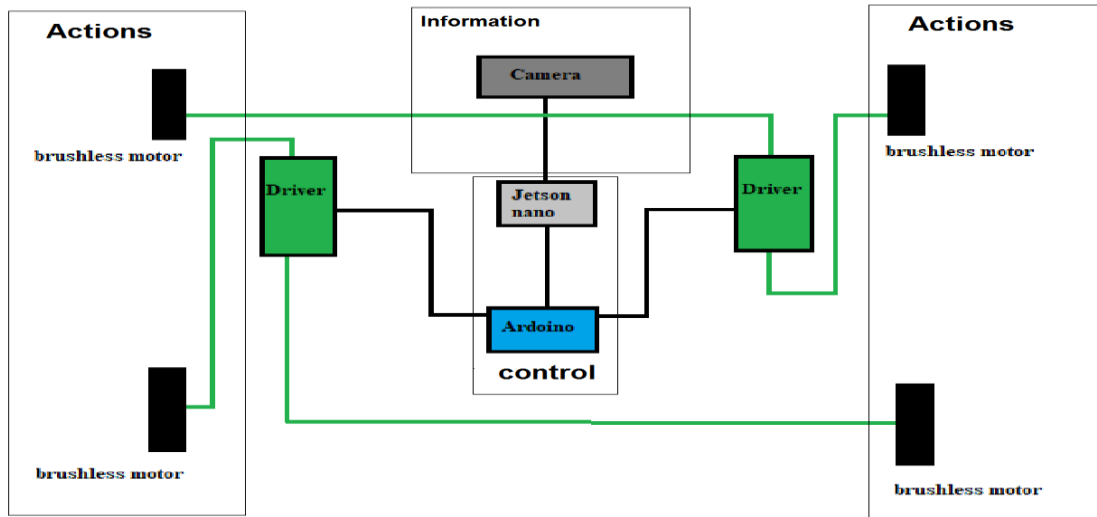 Actions
Information
Actions
Camera
brushless motor
brushless motor
Driver
Jetson
nano
Driver
Ardoino
control
brushless motor
brushless motor